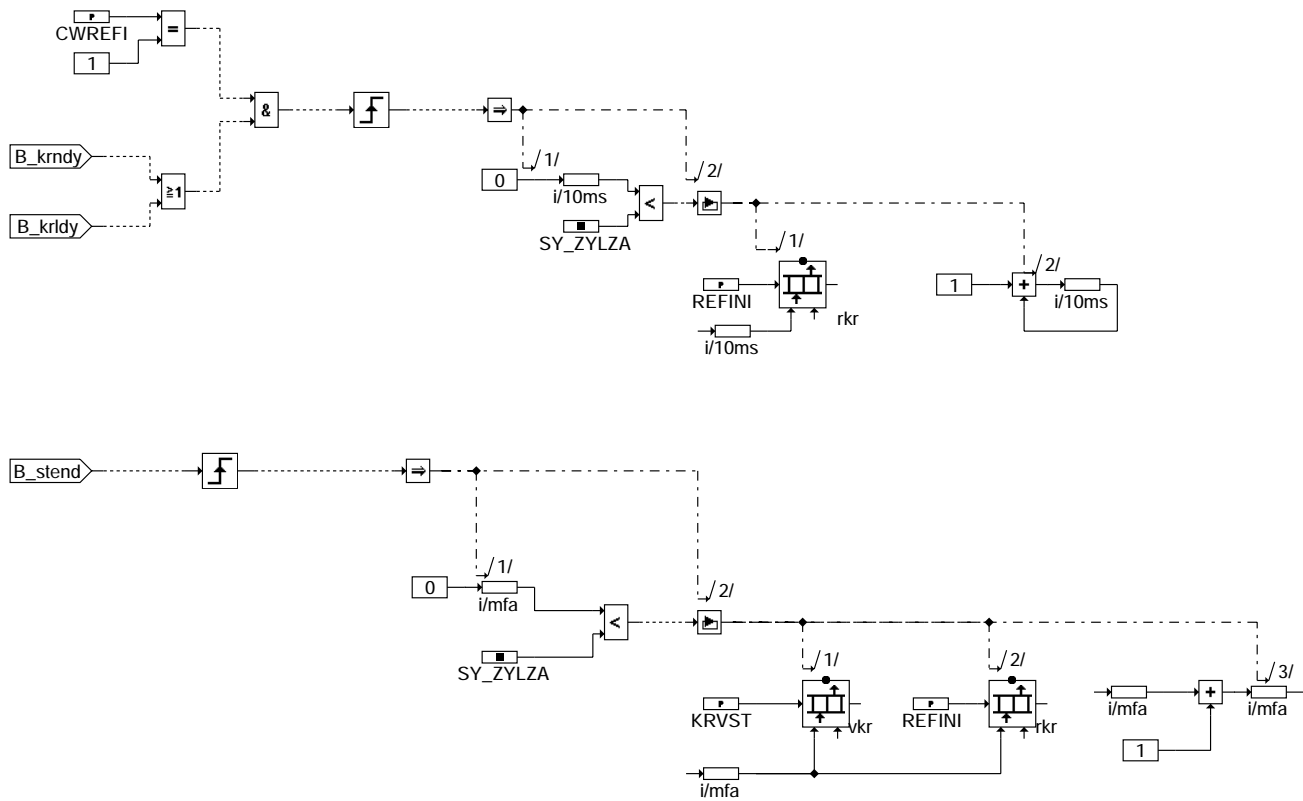 P
CWREFI
=
1
&
⇒
B_krndy
≧1
B_krldy
/1/
/2/
0
i/10ms
<
SY_ZYLZA
/1/
P
REFINI
rkr
i/10ms
/2/
1
+
i/10ms
B_stend
⇒
/1/
0
i/mfa
<
SY_ZYLZA
/2/
/1/
P
KRVST
vkr
/2/
P
REFINI
rkr
i/mfa
/3/
i/mfa
+
i/mfa
1